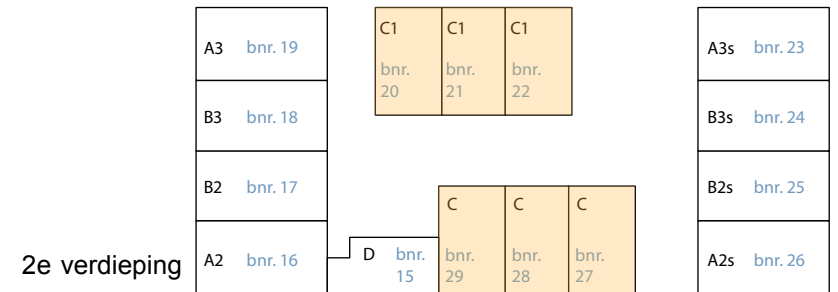 A3 bnr. 19
C1 C1 C1
bnr. bnr. bnr.
20 21 22
A3s bnr. 23
B3 bnr. 18
B3s bnr. 24
B2 bnr. 17
B2s bnr. 25
C C C
2e verdieping
A2 bnr. 16
D bnr. bnr. bnr. bnr.
15 29 28 27
A2s bnr. 26